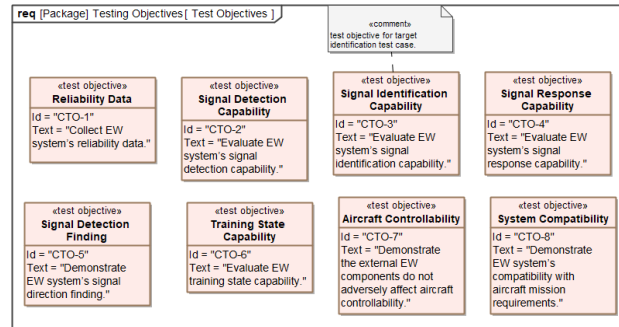 req [Package] Testing Objectives [ Test Objectives ]
«comment»
test objective for target
identification test case.
«test objective»
Reliability Data
Id = "CTO-1"
Text = "Collect EW
system's reliability data."
«test objective»
Signal Detection
Capability
Id = "CTO-2"
Text = "Evaluate EW
system's signal
detection capability."
«test objective»
Signal Identification
Capability
Id = "CTO-3"
Text = "Evaluate EW
system's signal
identification capability."
«test objective»
Signal Response
Capability
Id = "CTO-4"
Text = "Evaluate EW
system's signal
response capability."
«test objective»
Signal Detection
Finding
Id = "CTO-5"
Text = "Demonstrate
EW system's signal
direction finding."
«test objective»
Training State
Capability
Id = "CTO-6"
Text = "Evaluate EW
training state capability."
«test objective»
Aircraft Controllability
Id = "CTO-7"
Text = "Demonstrate
the external EW
components do not
adversely affect aircraft
controllability."
«test objective»
System Compatibility
Id = "CTO-8"
Text = "Demonstrate
EW system's
compatibility with
aircraft mission
requirements."